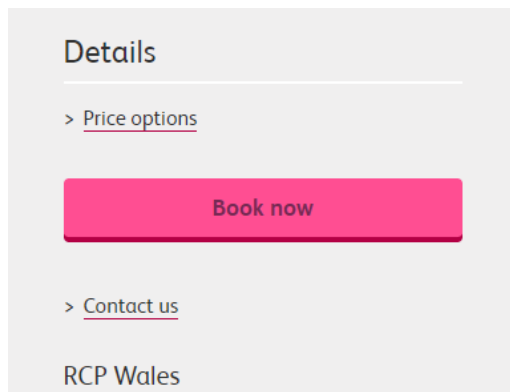 Details
> Price options
Book now
> Contact us
RCP Wales